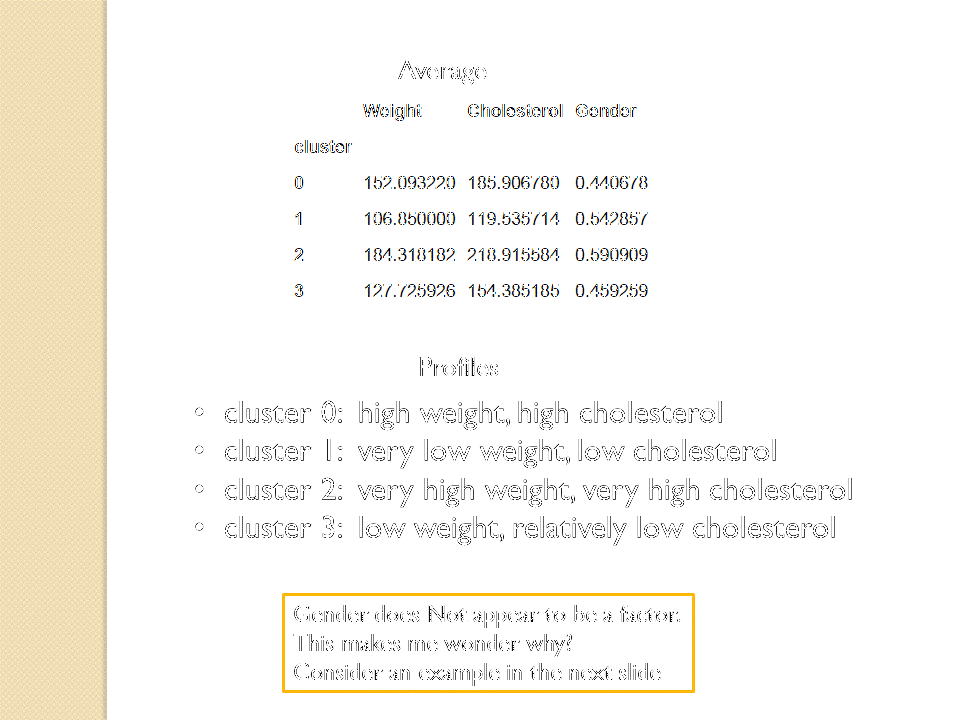 Average
Weight Cholesterol Gender
cluster
0 152.093220 185.906780 0.440678
1 106.850000 119.535714 0.542857
2 184.318182 218.915584 0.590909
3 127.725926 154.385185 0.459259
Profiles
• cluster 0: high weight, high cholesterol
• cluster 1: very low weight, low cholesterol
• cluster 2: very high weight, very high cholesterol
• cluster 3: low weight, relatively low cholesterol
Gender does Not appear to be a factor.
This makes me wonder why?
Consider an example in the next slide